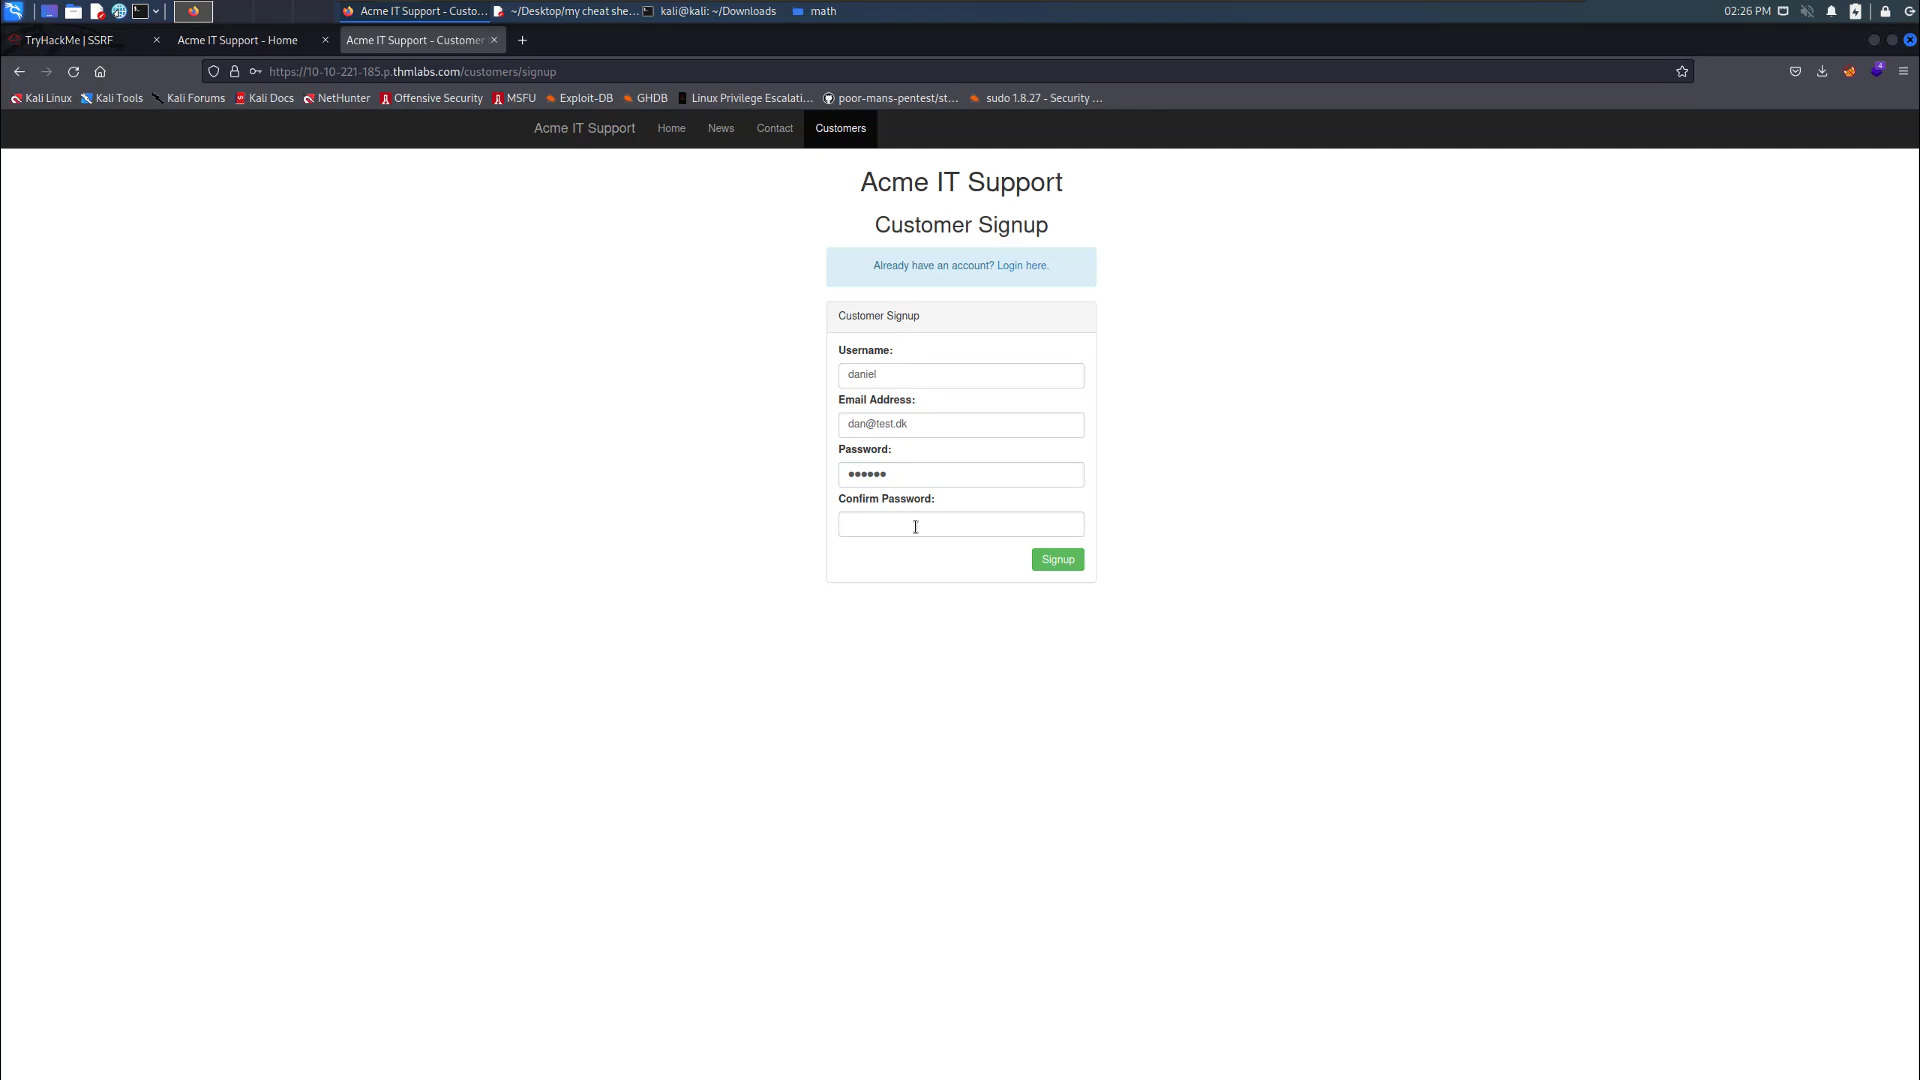 Acme IT Support - Custo... ~/Desktop/my cheat she... kali@kali: ~/Downloads math 02:26 PM
TryHackMe | SSRF Acme IT Support - Home Acme IT Support - Customer
https://10-10-221-185.p.thmlabs.com/customers/signup 4
Kali Linux Kali Tools Kali Forums Kali Docs NetHunter Offensive Security MSFU Exploit-DB GHDB Linux Privilege Escalati... poor-mans-pentest/st... sudo 1.8.27 - Security ...
Acme IT Support Home News Contact Customers
Acme IT Support
Customer Signup
Already have an account? Login here.
Customer Signup
Username:
daniel
Email Address:
dan@test.dk
Password:
●●●●●●
Confirm Password:
Signup